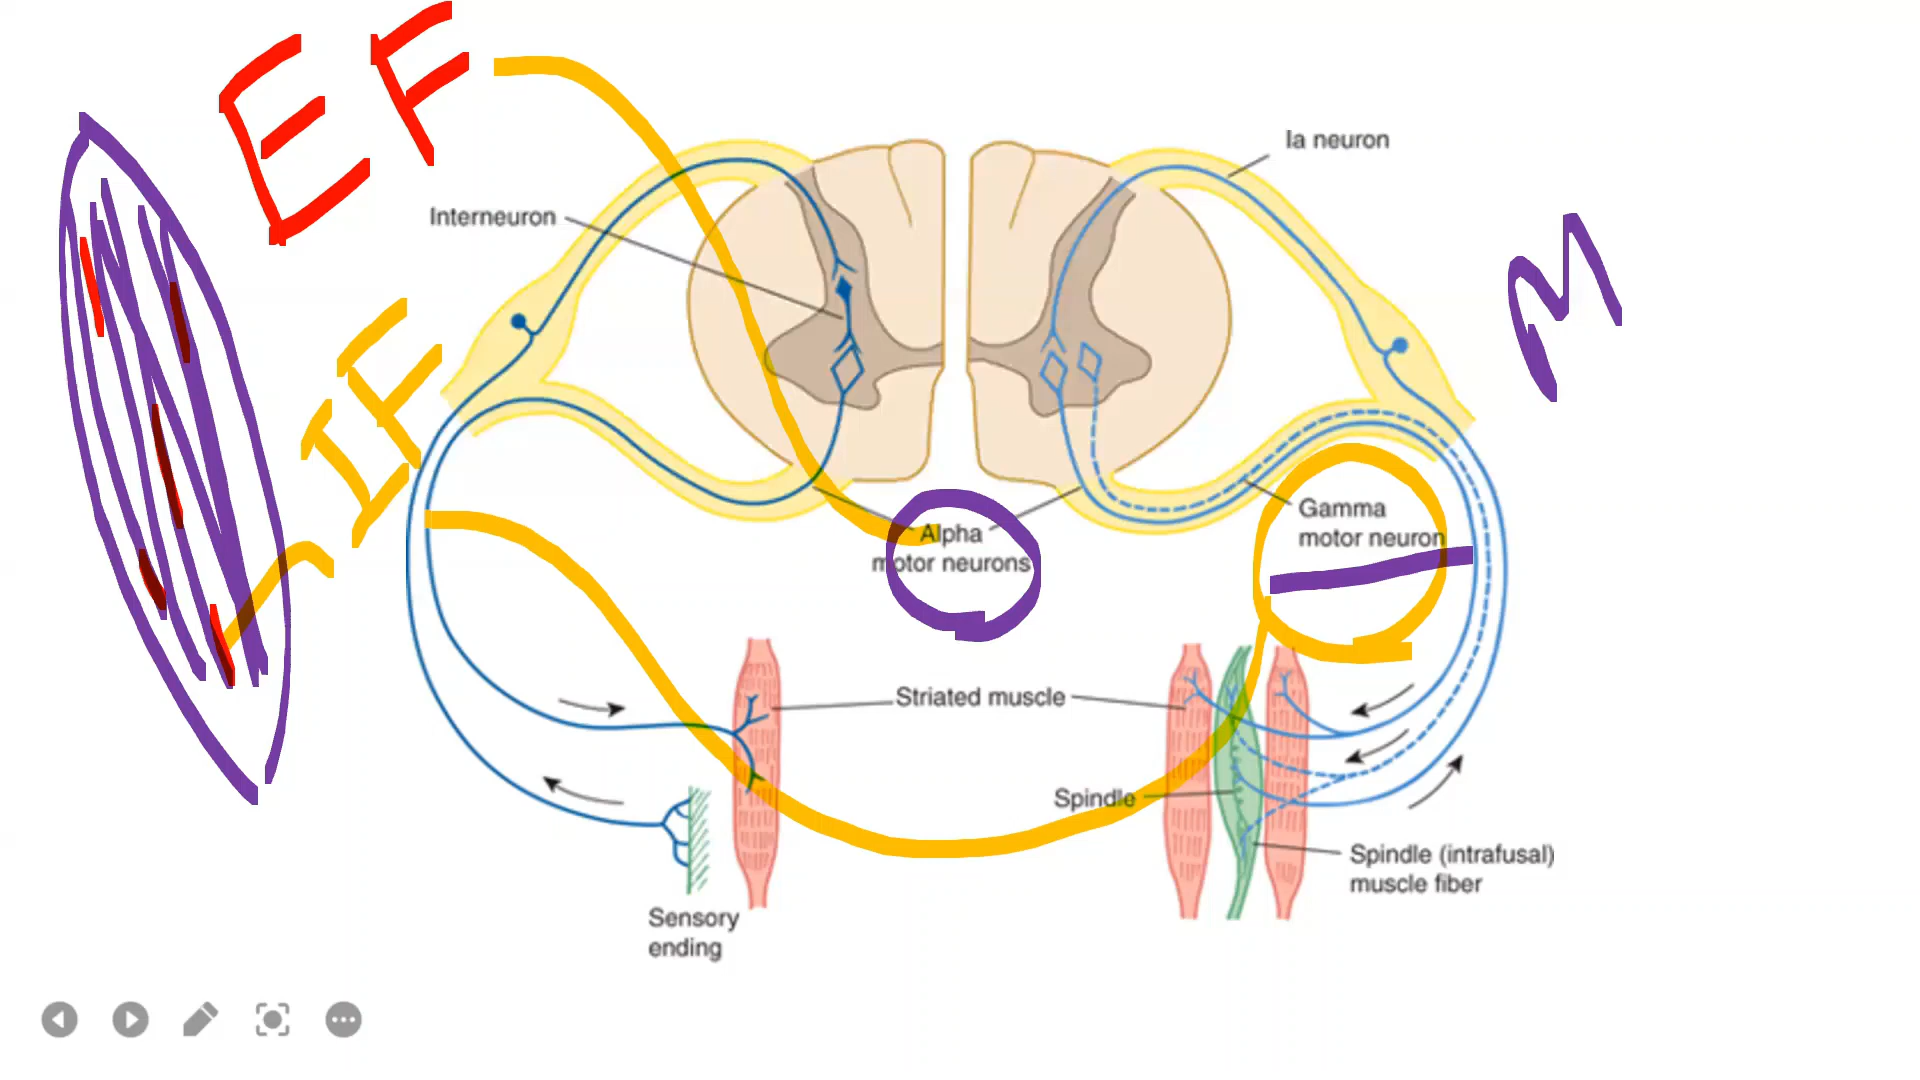 EF
Ia neuron
Interneuron
M
IF
Gamma
motor neuron
Alpha
motor neurons
Striated muscle
Spindle
Spindle (intrafusal)
muscle fiber
Sensory
ending